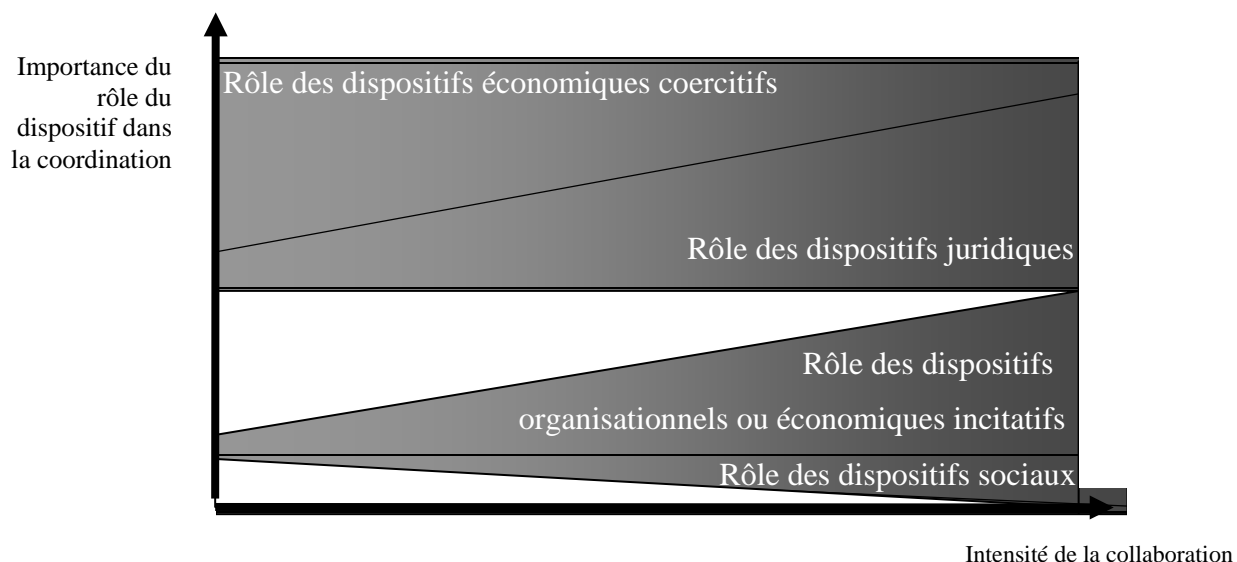 Importance du
rôle du
dispositif dans
la coordination
Rôle des dispositifs économiques coercitifs
Rôle des dispositifs juridiques
Rôle des dispositifs
organisationnels ou économiques incitatifs
Rôle des dispositifs sociaux
Intensité de la collaboration